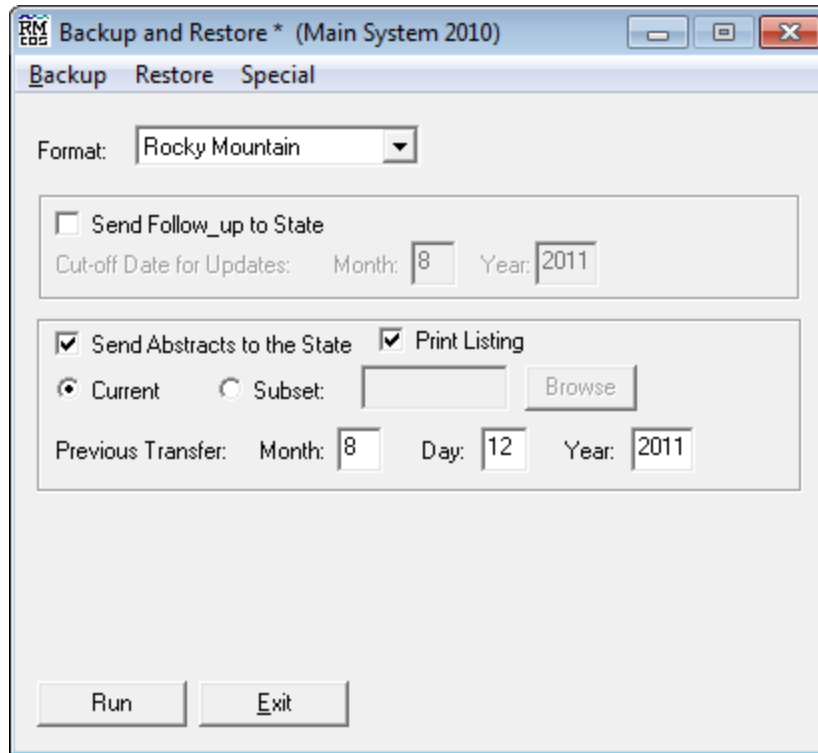 RM
CDS
Backup and Restore * (Main System 2010)
Backup Restore Special
Format: Rocky Mountain
Send Follow_up to State
Cut-off Date for Updates: Month: 8 Year: 2011
Send Abstracts to the State Print Listing
Current Subset: Browse
Previous Transfer: Month: 8 Day: 12 Year: 2011
Run Exit